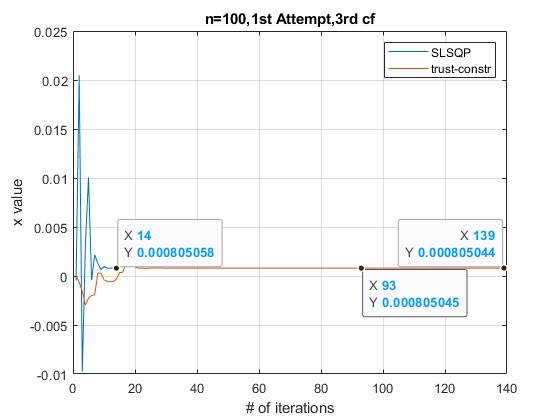 n=100,1st Attempt,3rd cf
0.025
0.02
0.015
0.01
0.005
0
-0.005
-0.01
x value
SLSQP
trust-constr
X 14
Y 0.000805058
X 139
Y 0.000805044
X 93
Y 0.000805045
0 20 40 60 80 100 120 140
# of iterations